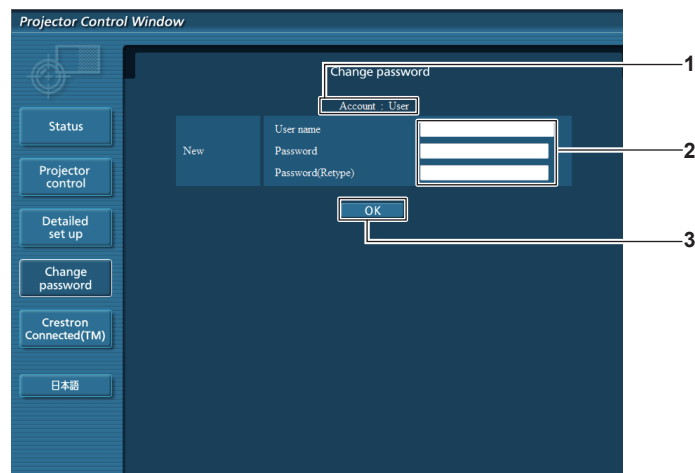 Projector Control Window
Change password
Account : User
New
User name
Password
Password(Retype)
OK
Status
Projector
control
Detailed
set up
Change
password
Crestron
Connected(TM)
日本語
1
2
3